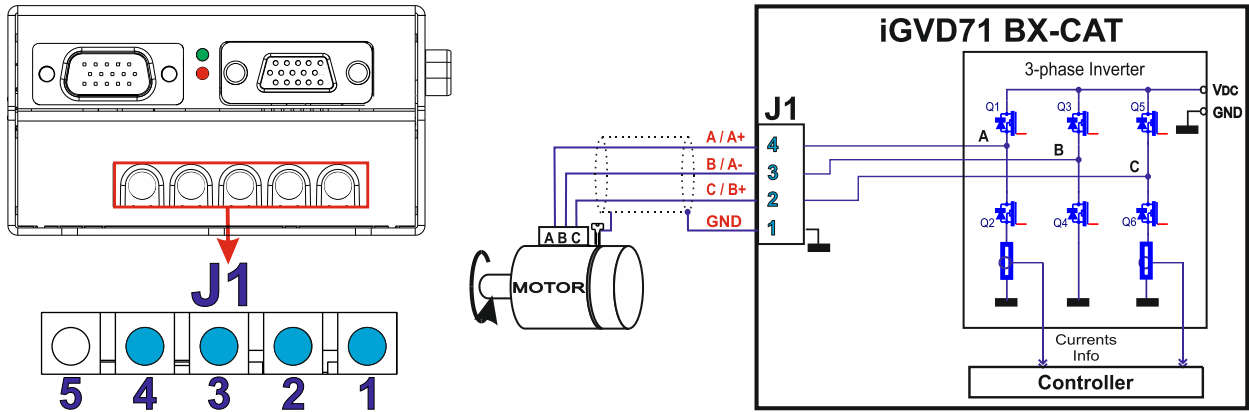 J1
5 4 3 2 1
iGVD71 BX-CAT
3-phase Inverter
VDC
GND
Q1
Q3
Q5
A
B
C
Q2
Q4
Q6
J1
A / A+
4
B / A-
3
C / B+
2
GND
1
A B C
MOTOR
Currents
Info
Controller